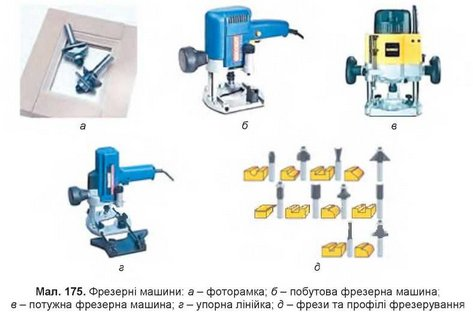 а
б
в
г
д
Мал. 175. Фрезерні машини: а – фоторамка; б – побутова фрезерна машина;
в – потужна фрезерна машина; г – упорна лінійка; д – фрези та профілі фрезерування